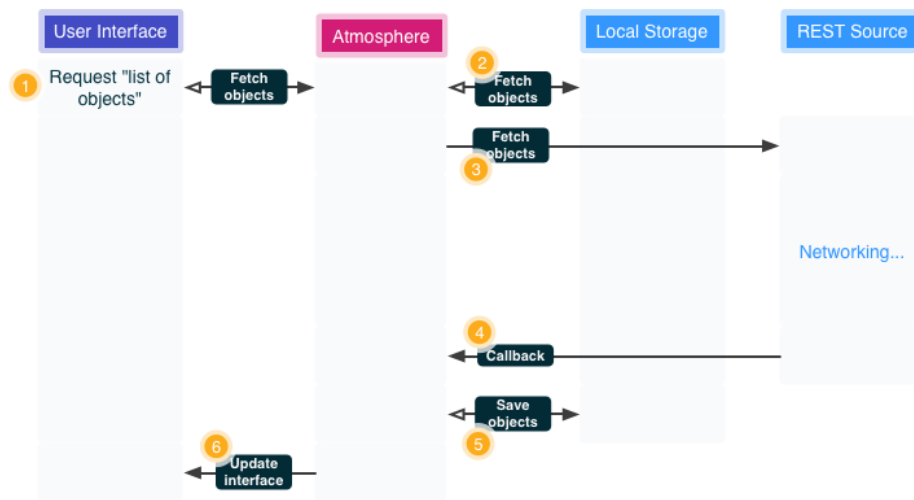 User Interface
Atmosphere
Local Storage
REST Source
1
Request "list of
objects"
Fetch
objects
2
Fetch
objects
Fetch
objects
3
Networking...
4
Callback
Save
objects
5
6
Update
interface